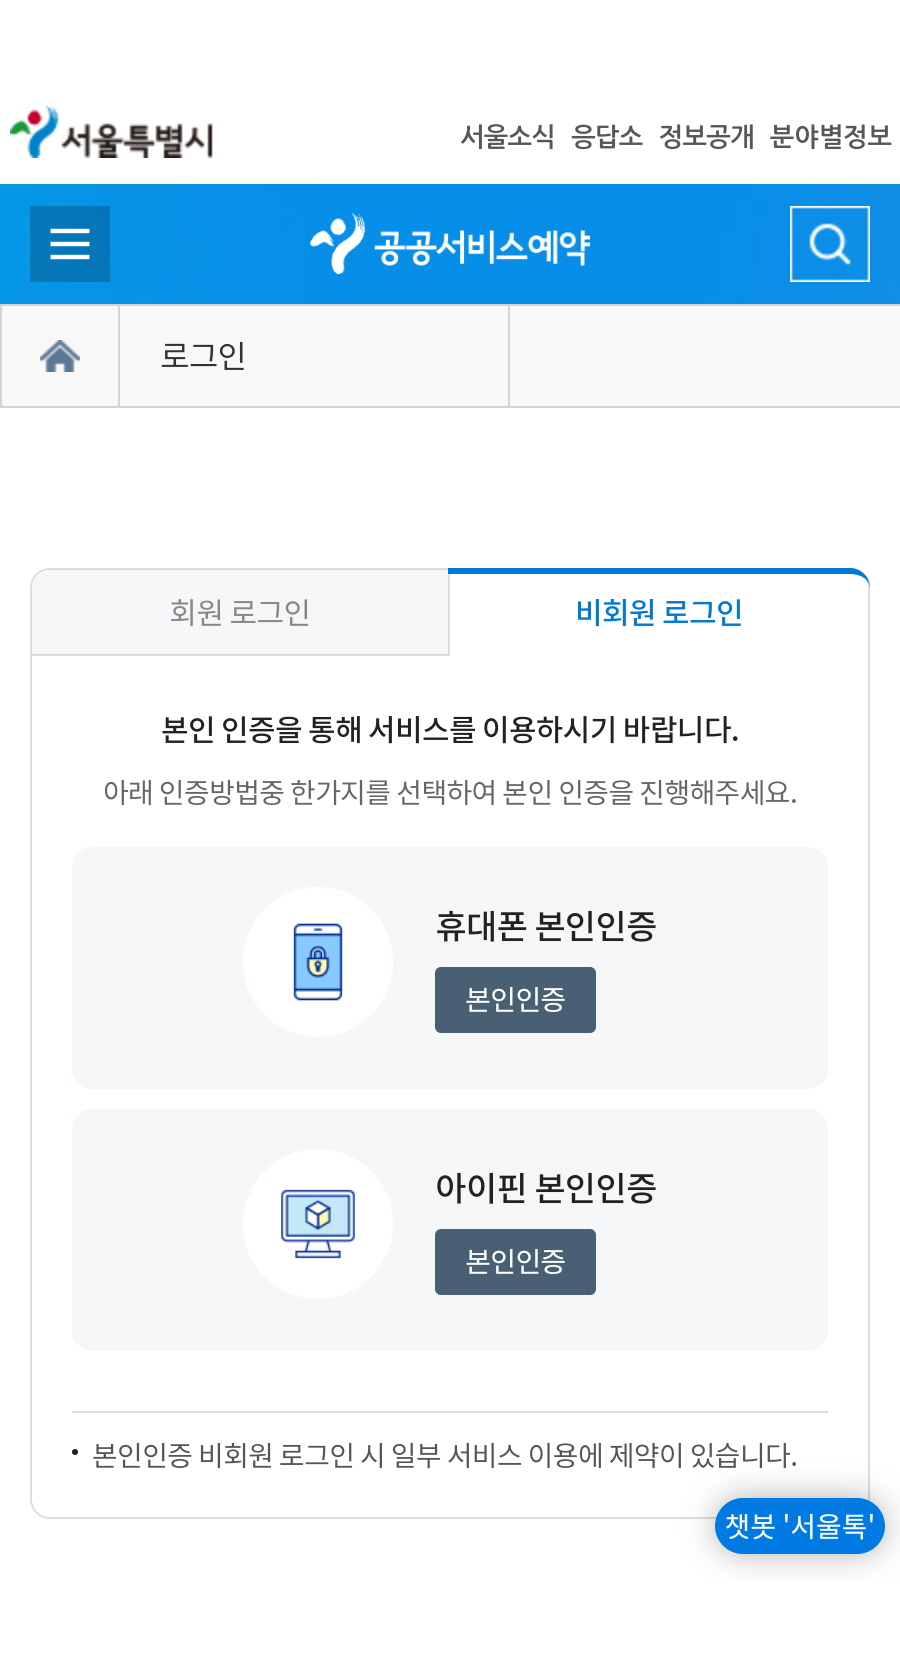 서울특별시
서울소식 응답소 정보공개 분야별정보
공공서비스예약
로그인
회원 로그인
비회원 로그인
본인 인증을 통해 서비스를 이용하시기 바랍니다.
아래 인증방법중 한가지를 선택하여 본인 인증을 진행해주세요.
휴대폰 본인인증
본인인증
아이핀 본인인증
본인인증
• 본인인증 비회원 로그인 시 일부 서비스 이용에 제약이 있습니다.
챗봇 '서울톡'